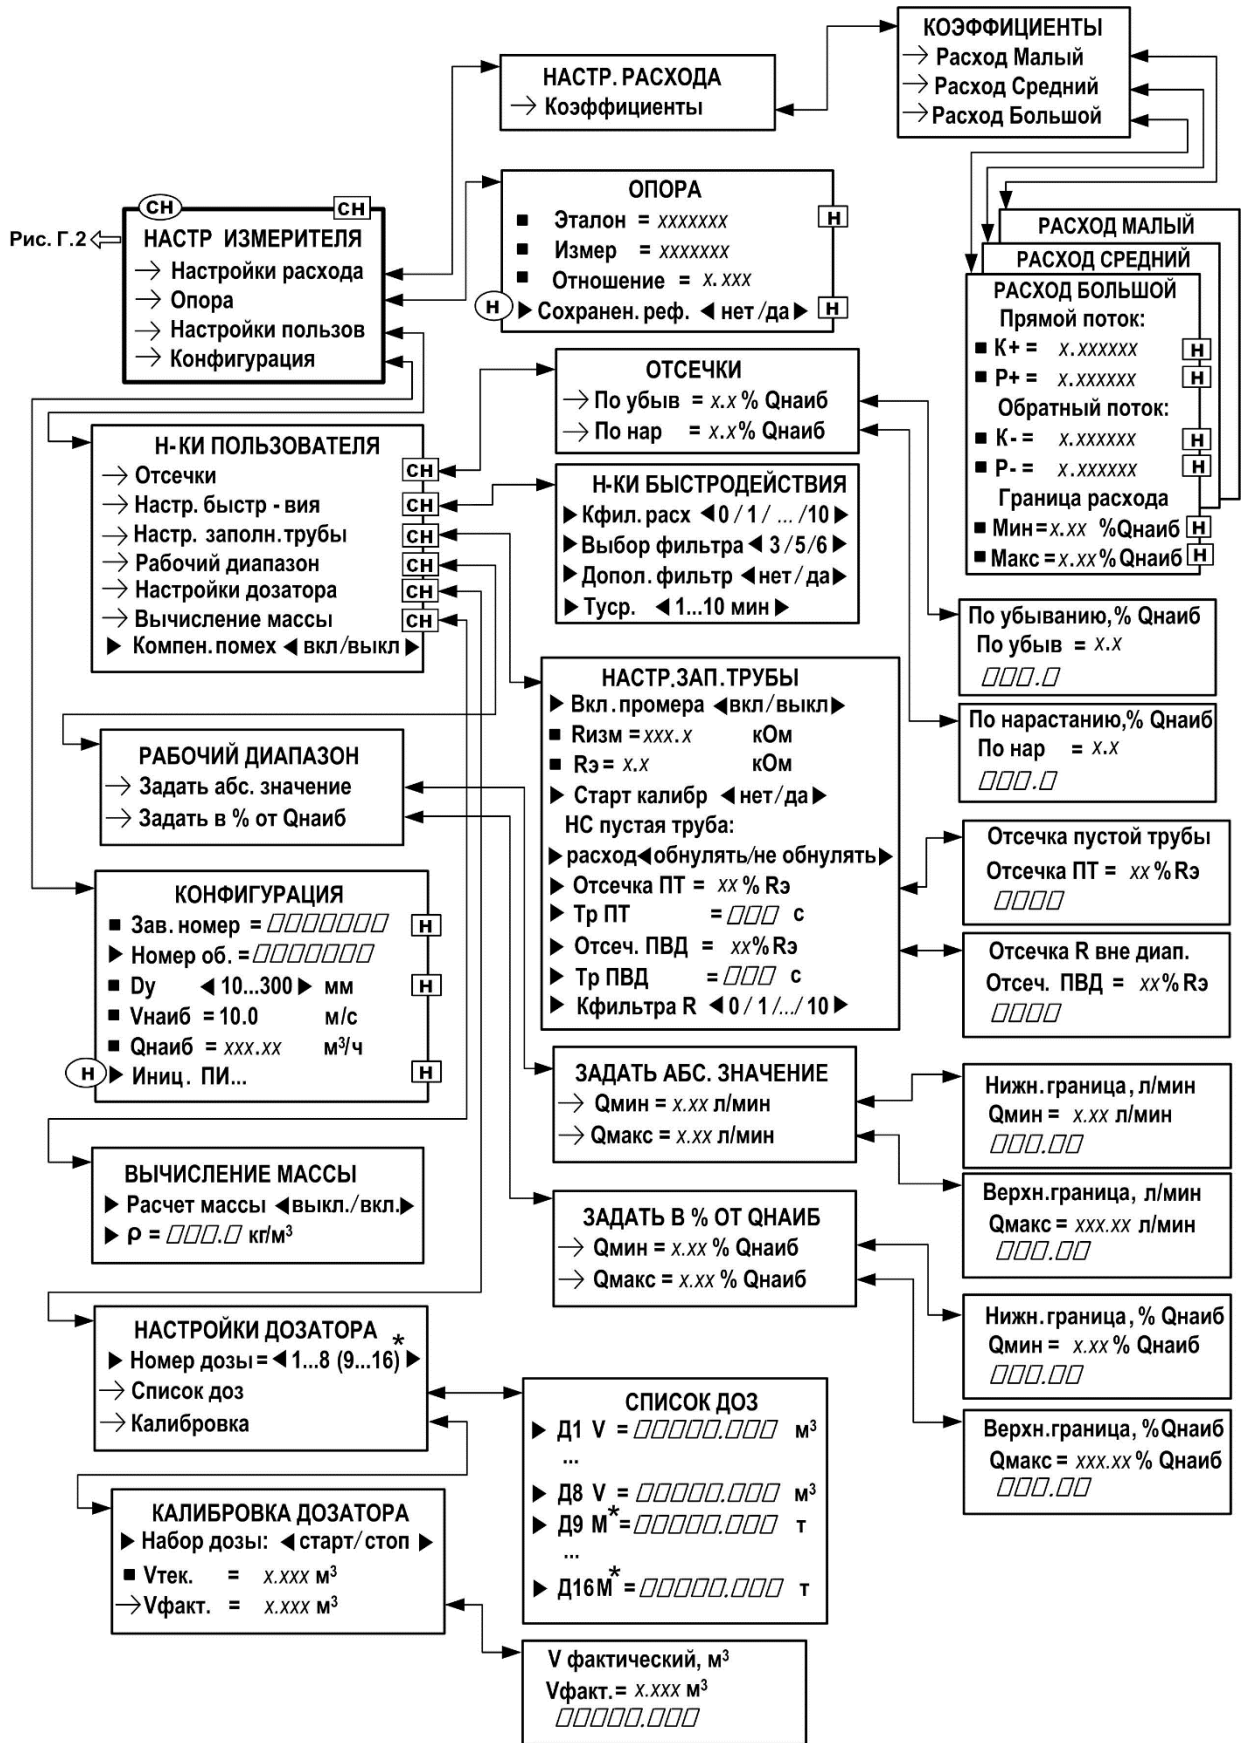 КОЭФФИЦИЕНТЫ
→ Расход Малый
→ Расход Средний
→ Расход Большой
НАСТР. РАСХОДА
→ Коэффициенты
ОПОРА
■ Эталон = xxxxxxx
Н
■ Измер = xxxxxxx
■ Отношение = x.xxx
Н
▶ Сохранен. реф. ◀ нет /да ▶
Н
СН
СН
Рис. Г.2
НАСТР ИЗМЕРИТЕЛЯ
→ Настройки расхода
→ Опора
→ Настройки пользов
→ Конфигурация
РАСХОД МАЛЫЙ
РАСХОД СРЕДНИЙ
РАСХОД БОЛЬШОЙ
Прямой поток:
■ К+ = x.xxxxxx Н
■ Р+ = x.xxxxxx Н
Обратный поток:
■ К- = x.xxxxxx Н
■ Р- = x.xxxxxx Н
Граница расхода
■ Мин=x.xx %Qнаиб Н
■ Макс=x.xx% Qнаиб Н
ОТСЕЧКИ
→ По убыв = x.x % Qнаиб
→ По нар = x.x% Qнаиб
Н-КИ ПОЛЬЗОВАТЕЛЯ
→ Отсечки СН
→ Настр. быстр - вия СН
→ Настр. заполн. трубы СН
→ Рабочий диапазон СН
→ Настройки дозатора СН
→ Вычисление массы СН
▶ Компен. помех ◀ вкл /выкл ▶
Н-КИ БЫСТРОДЕЙСТВИЯ
▶ Кфил. расх ◀ 0 / 1 / ... /10 ▶
▶ Выбор фильтра ◀ 3 /5/6 ▶
▶ Допол. фильтр ◀ нет / да ▶
▶ Туср. ◀ 1...10 мин ▶
По убыванию,% Qнаиб
По убыв = x.x
▯▯▯.▯
По нарастанию,% Qнаиб
По нар = x.x
▯▯▯.▯
НАСТР.ЗАП.ТРУБЫ
▶ Вкл. промера ◀вкл / выкл▶
■ Rизм = xxx.x кОм
■ Rэ = x.x кОм
▶ Старт калибр ◀ нет/да ▶
НС пустая труба:
▶ расход◀обнулять/не обнулять▶
▶ Отсечка ПТ = xx % Rэ
▶ Тр ПТ =▯▯▯ с
▶ Отсеч. ПВД = xx% Rэ
▶ Тр ПВД =▯▯▯ с
▶ Кфильтра R ◀ 0 / 1 /.../ 10 ▶
РАБОЧИЙ ДИАПАЗОН
→ Задать абс. значение
→ Задать в % от Qнаиб
Отсечка пустой трубы
Отсечка ПТ = xx % Rэ
▯▯▯▯
Отсечка R вне диап.
Отсеч. ПВД = xx% Rэ
▯▯▯▯
КОНФИГУРАЦИЯ
■ Зав. номер = ▯▯▯▯▯▯▯ Н
▶ Номер об. = ▯▯▯▯▯▯▯
■ Dy ◀ 10...300 ▶ мм Н
■ Vнаиб = 10.0 м/с
■ Qнаиб = xxx.xx м³/ч
Н ▶ Иниц. ПИ... Н
ЗАДАТЬ АБС. ЗНАЧЕНИЕ
→ Qмин = x.xx л/мин
→ Qмакс = x.xx л/мин
Нижн. граница, л/мин
Qмин = x.xx л/мин
▯▯▯.▯▯
Верхн. граница, л/мин
Qмакс = xxx.xx л/мин
▯▯▯.▯▯
ВЫЧИСЛЕНИЕ МАССЫ
▶ Расчет массы ◀выкл./вкл.▶
▶ ρ = ▯▯▯.▯ кг/м³
ЗАДАТЬ В % ОТ QНАИБ
→ Qмин = x.xx % Qнаиб
→ Qмакс = x.xx % Qнаиб
Нижн. граница, % Qнаиб
Qмин = x.xx % Qнаиб
▯▯▯.▯▯
Верхн. граница, %Qнаиб
Qмакс = xxx.xx % Qнаиб
▯▯▯.▯▯
НАСТРОЙКИ ДОЗАТОРА
▶ Номер дозы = ◀ 1...8 (9...16)* ▶
→ Список доз
→ Калибровка
СПИСОК ДОЗ
▶ Д1 V = ▯▯▯▯▯.▯▯▯ м³
...
▶ Д8 V = ▯▯▯▯▯.▯▯▯ м³
▶ Д9 М* = ▯▯▯▯▯.▯▯▯ т
...
▶ Д16М* = ▯▯▯▯▯.▯▯▯ т
КАЛИБРОВКА ДОЗАТОРА
▶ Набор дозы: ◀ старт/стоп ▶
■ Vтек. = x.xxx м³
→ Vфакт. = x.xxx м³
V фактический, м³
Vфакт. = x.xxx м³
▯▯▯▯▯.▯▯▯